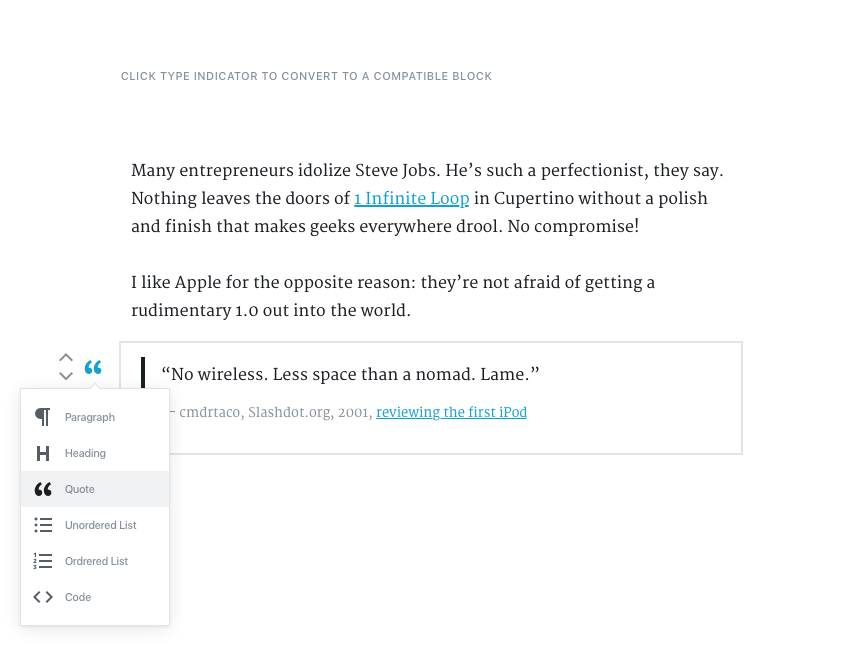 CLICK TYPE INDICATOR TO CONVERT TO A COMPATIBLE BLOCK
Many entrepreneurs idolize Steve Jobs. He’s such a perfectionist, they say.
Nothing leaves the doors of 1 Infinite Loop in Cupertino without a polish
and finish that makes geeks everywhere drool. No compromise!
I like Apple for the opposite reason: they’re not afraid of getting a
rudimentary 1.0 out into the world.
“No wireless. Less space than a nomad. Lame.”
— cmdrtaco, Slashdot.org, 2001, reviewing the first iPod
Paragraph
Heading
Quote
Unordered List
Ordrered List
Code